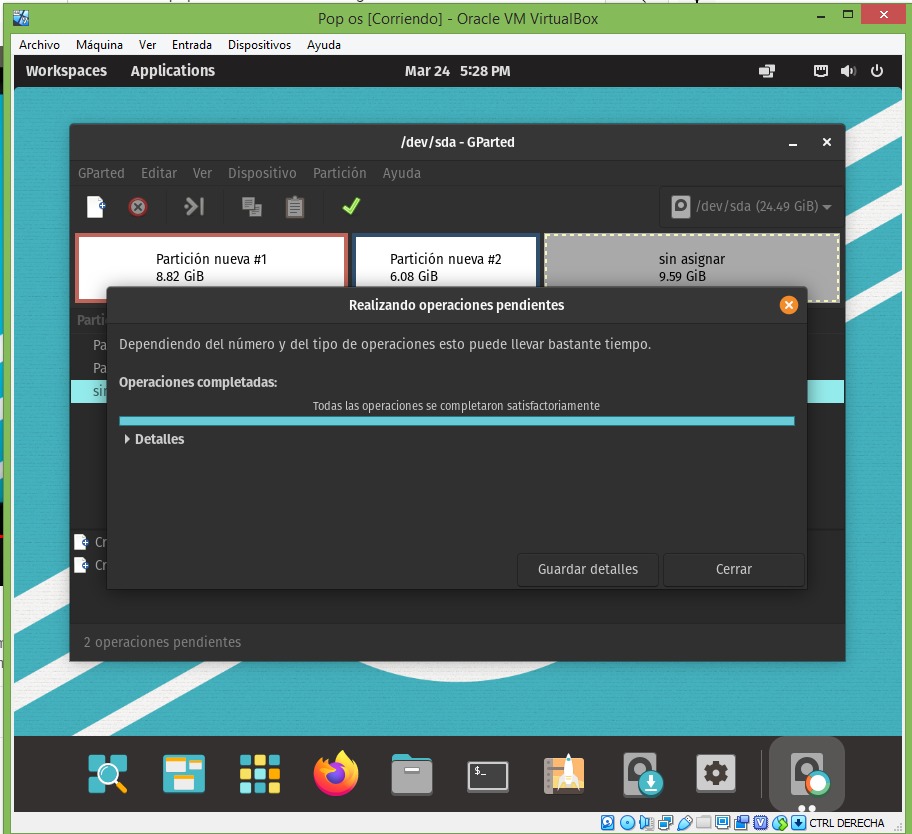 Pop os [Corriendo] - Oracle VM VirtualBox
Archivo Máquina Ver Entrada Dispositivos Ayuda
Workspaces Applications Mar 24 5:28 PM
/dev/sda - GParted
GParted Editar Ver Dispositivo Partición Ayuda
/dev/sda (24.49 GiB)
Partición nueva #1 Partición nueva #2 sin asignar
8.82 GiB 6.08 GiB 9.59 GiB
Realizando operaciones pendientes
Parti
Dependiendo del número y del tipo de operaciones esto puede llevar bastante tiempo.
Pa
Pa
Operaciones completadas:
sin
Todas las operaciones se completaron satisfactoriamente
Detalles
Cr
Cr
Guardar detalles Cerrar
2 operaciones pendientes
$_
CTRL DERECHA